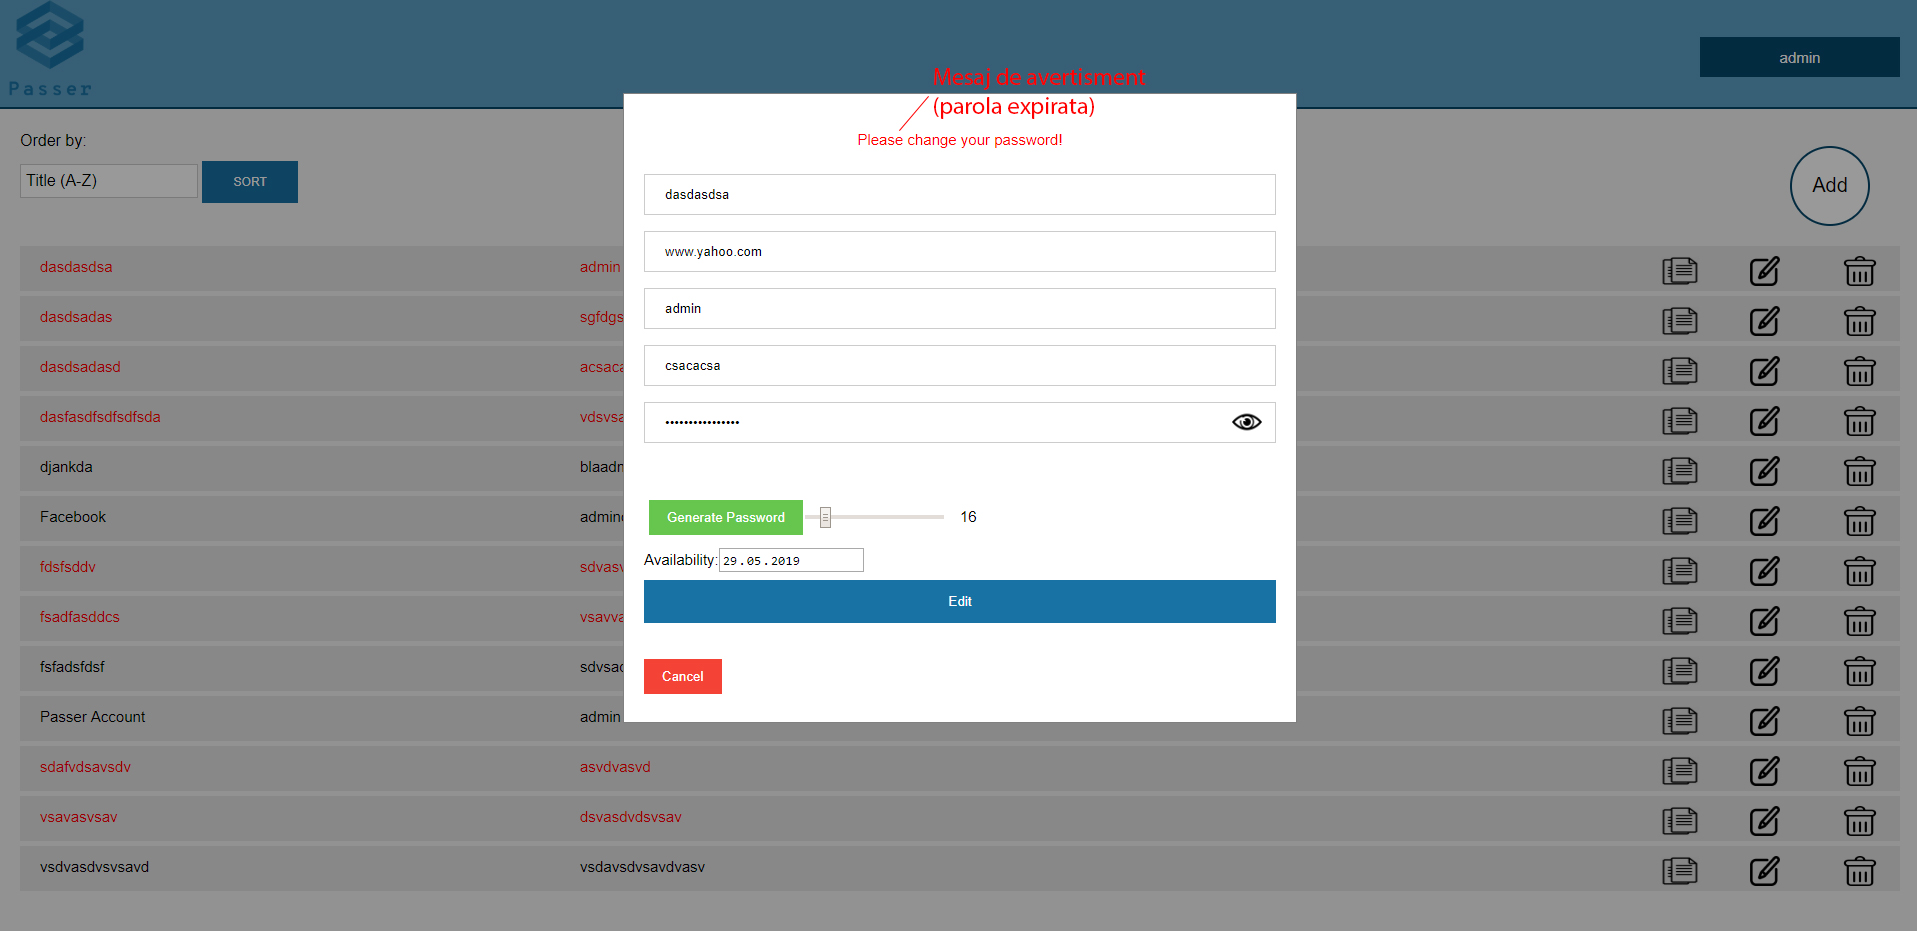 Passer
admin
Mesaj de avertisment
(parola expirata)
Please change your password!
Order by:
Title (A-Z)
SORT
Add
dasdasdsa
www.yahoo.com
admin
csacacsa
••••••••••••••••
Generate Password
16
Availability:
29.05.2019
Edit
Cancel
dasdasdsa admin
dasdsadas sgfdgs
dasdsadasd acsaca
dasfasdfsdfsdfsda vdsvsa
djankda blaadn
Facebook admin
fdsfsddv sdvasv
fsadfasddcs vsavva
fsfadsfdsf sdvsad
Passer Account admin
sdafvdsavsdv asvdvasvd
vsavasvsav dsvasdvdsvsav
vsdvasdvsvsavd vsdavsdvsavdvasv